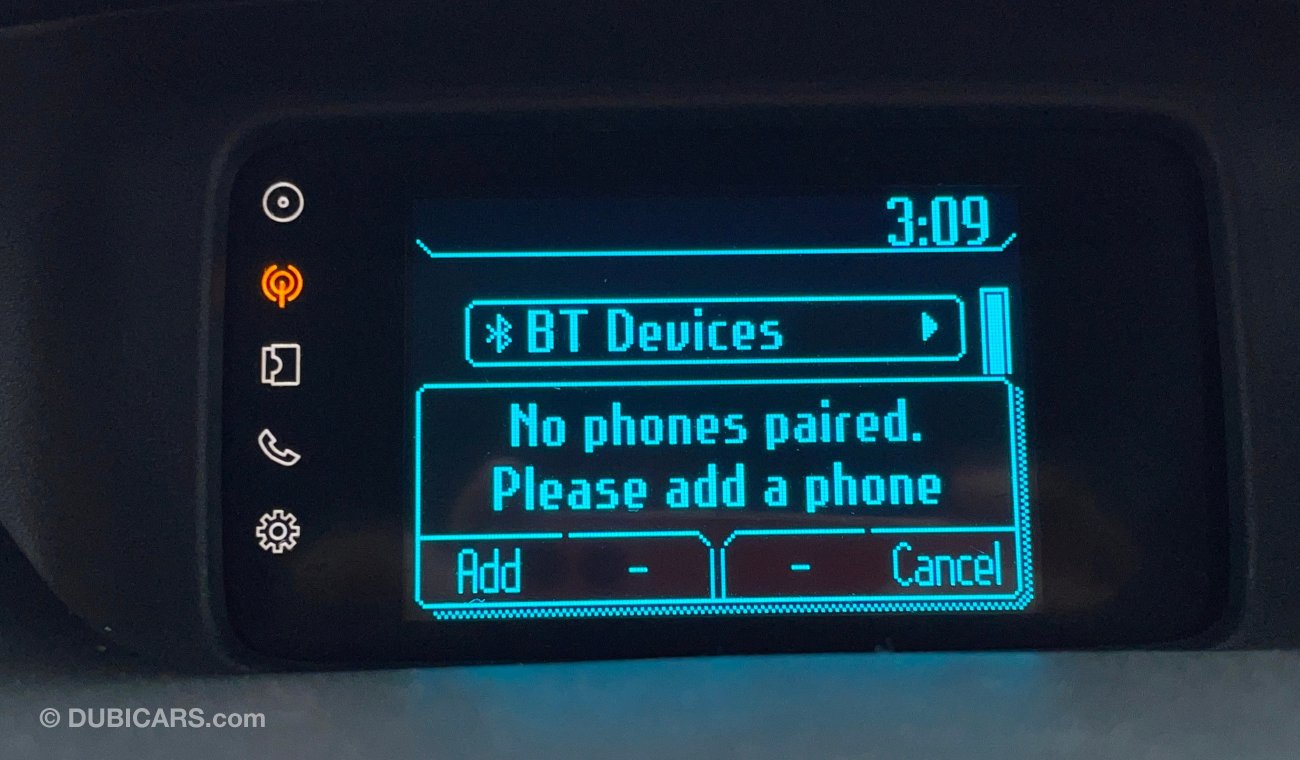 3:09
BT Devices
No phones paired.
Please add a phone
Add - - Cancel
© DUBICARS.com